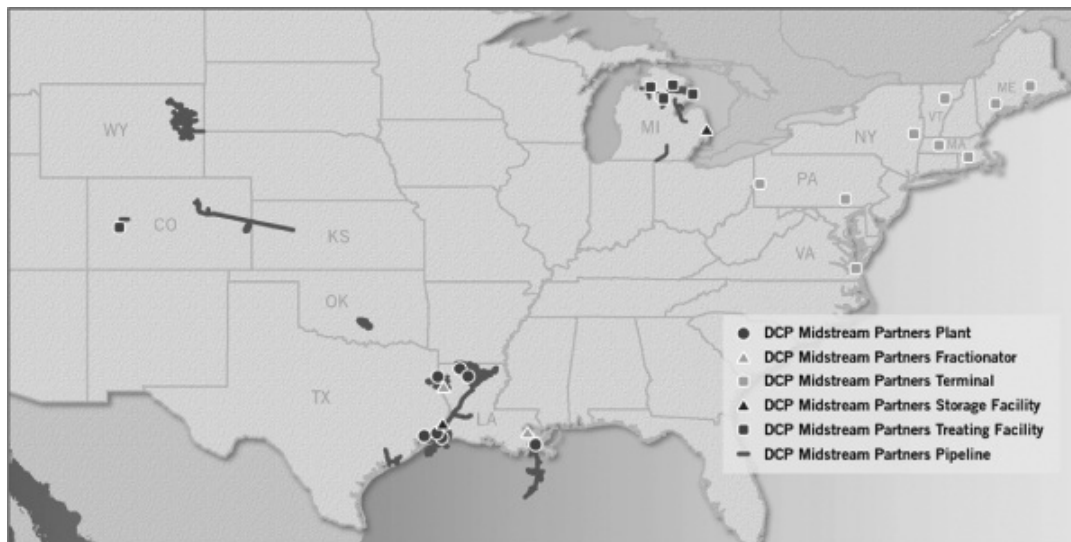 ME
WY
MI
VT
NY
MA
PA
CO
KS
VA
OK
TX
LA
DCP Midstream Partners Plant
DCP Midstream Partners Fractionator
DCP Midstream Partners Terminal
DCP Midstream Partners Storage Facility
DCP Midstream Partners Treating Facility
DCP Midstream Partners Pipeline